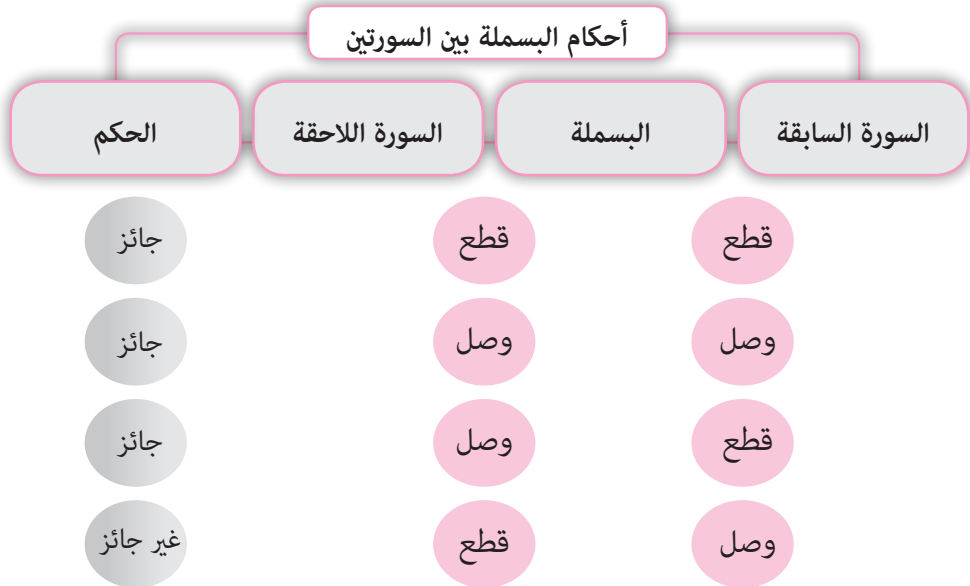 أحكام البسملة بين السورتين
السورة السابقة البسملة السورة اللاحقة الحكم
قطع قطع جائز
وصل وصل جائز
قطع وصل جائز
وصل قطع غير جائز